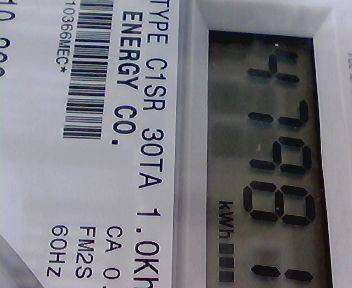 47981
kWh
TYPE C1SR 30TA 1.0Kh
ENERGY CO.
CA 0.
FM2S
10366MEC*
60Hz